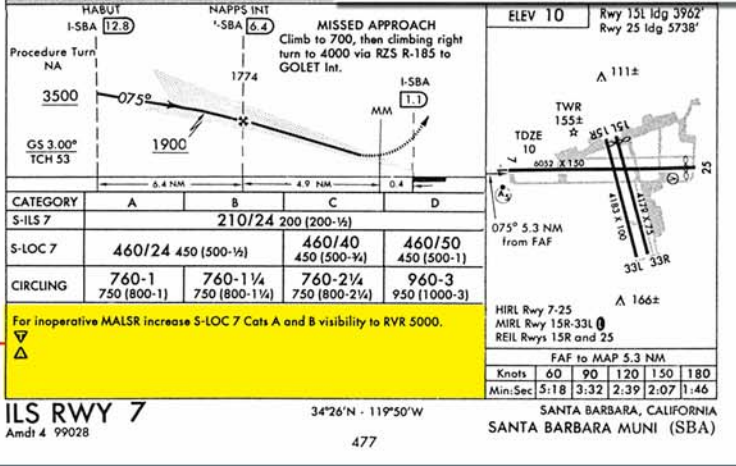 HABUT
I-SBA 12.8
NAPPS INT
I-SBA 6.4
MISSED APPROACH
Climb to 700, then climbing right
turn to 4000 via RZS R-185 to
GOLET Int.
Procedure Turn
NA
1774
I-SBA
1.1
3500
075°
MM
1900
GS 3.00°
TCH 53
6.4 NM
4.9 NM
0.4
CATEGORY A B C D
S-ILS 7 210/24 200 (200-½)
S-LOC 7 460/24 450 (500-½) 460/40 450 (500-¾) 460/50 450 (500-1)
CIRCLING 760-1 750 (800-1) 760-1¼ 750 (800-1¼) 760-2¼ 750 (800-2¼) 960-3 950 (1000-3)
For inoperative MALSR increase S-LOC 7 Cats A and B visibility to RVR 5000.
T
A
ELEV 10
Rwy 15L ldg 3962'
Rwy 25 ldg 5738'
111±
TWR
155±
TDZE
10
15L 15R
7
6052 X 150
25
A
4183 X 100
4179 X 75
075° 5.3 NM
from FAF
33L 33R
166±
HIRL Rwy 7-25
MIRL Rwy 15R-33L
REIL Rwys 15R and 25
FAF to MAP 5.3 NM
Knots 60 90 120 150 180
Min:Sec 5:18 3:32 2:39 2:07 1:46
ILS RWY 7
Amdt 4 99028
34°26'N - 119°50'W
477
SANTA BARBARA, CALIFORNIA
SANTA BARBARA MUNI (SBA)